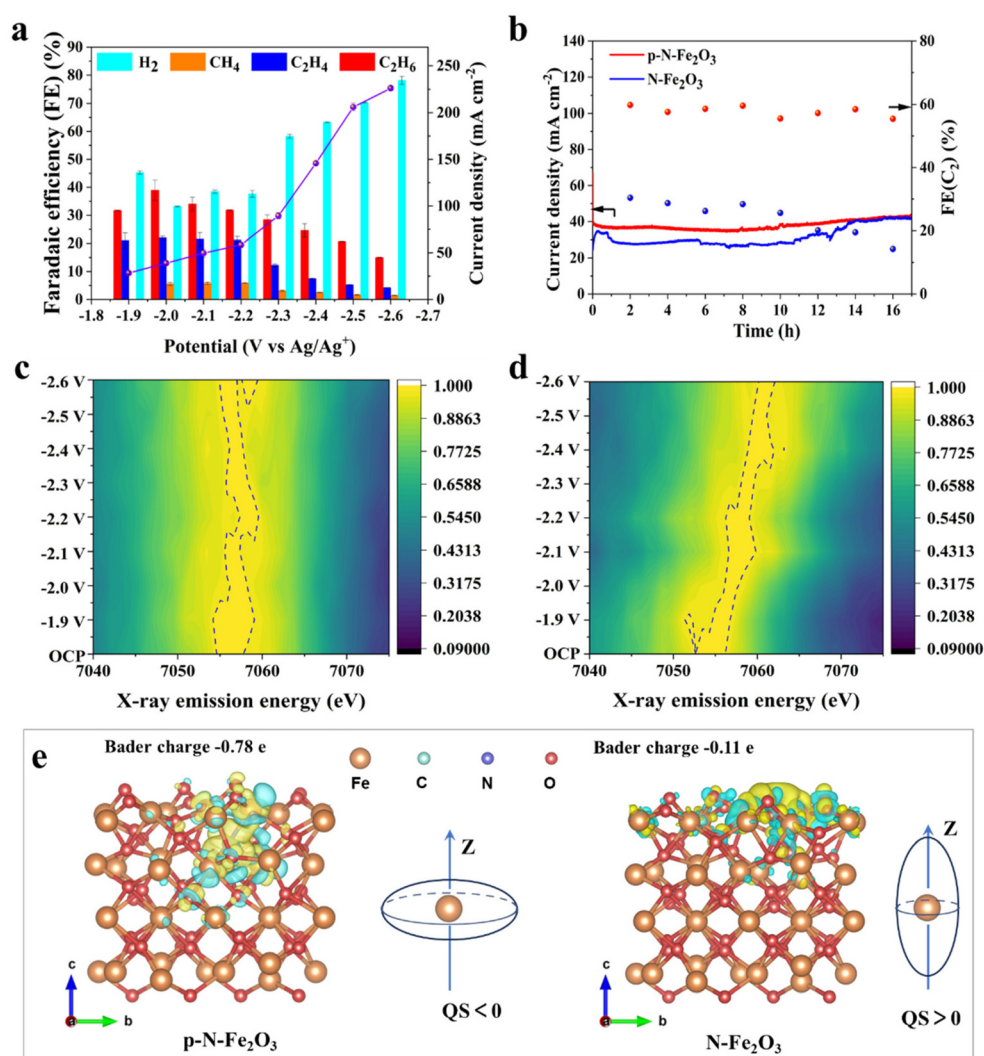 a
H2 CH4 C2H4 C2H6
Faradaic efficiency (FE) (%)
90
80
70
60
50
40
30
20
10
0
250
200
150
100
50
0
Current density (mA cm-2)
-1.8 -1.9 -2.0 -2.1 -2.2 -2.3 -2.4 -2.5 -2.6 -2.7
Potential (V vs Ag/Ag+)
b
p-N-Fe2O3
N-Fe2O3
Current density (mA cm-2)
140
120
100
80
60
40
20
0
80
60
40
20
0
FE(C2) (%)
0 2 4 6 8 10 12 14 16
Time (h)
c
-2.6 V
-2.5 V
-2.4 V
-2.3 V
-2.2 V
-2.1 V
-2.0 V
-1.9 V
OCP
7040 7050 7060 7070
X-ray emission energy (eV)
1.000
0.8863
0.7725
0.6588
0.5450
0.4313
0.3175
0.2038
0.09000
d
-2.6 V
-2.5 V
-2.4 V
-2.3 V
-2.2 V
-2.1 V
-2.0 V
-1.9 V
OCP
7040 7050 7060 7070
X-ray emission energy (eV)
1.000
0.8863
0.7725
0.6588
0.5450
0.4313
0.3175
0.2038
0.09000
e
Bader charge -0.78 e
Fe C N O
Bader charge -0.11 e
Z
QS < 0
c
a b
p-N-Fe2O3
Z
QS > 0
c
a b
N-Fe2O3